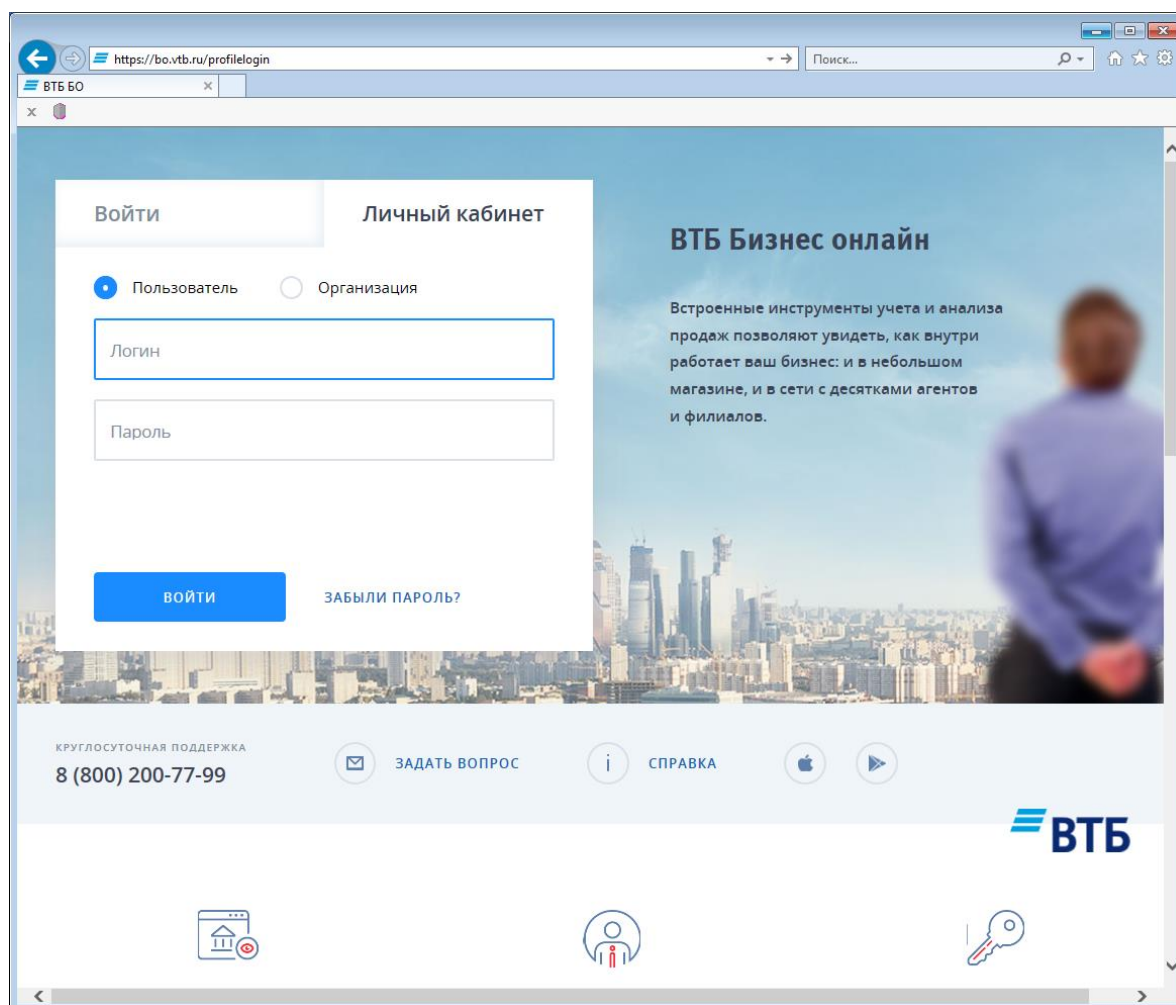 https://bo.vtb.ru/profilelogin
Поиск...
ВТБ БО
Войти
Личный кабинет
Пользователь
Организация
Логин
Пароль
ВОЙТИ
ЗАБЫЛИ ПАРОЛЬ?
ВТБ Бизнес онлайн
Встроенные инструменты учета и анализа
продаж позволяют увидеть, как внутри
работает ваш бизнес: и в небольшом
магазине, и в сети с десятками агентов
и филиалов.
КРУГЛОСУТОЧНАЯ ПОДДЕРЖКА
8 (800) 200-77-99
ЗАДАТЬ ВОПРОС
СПРАВКА
ВТБ